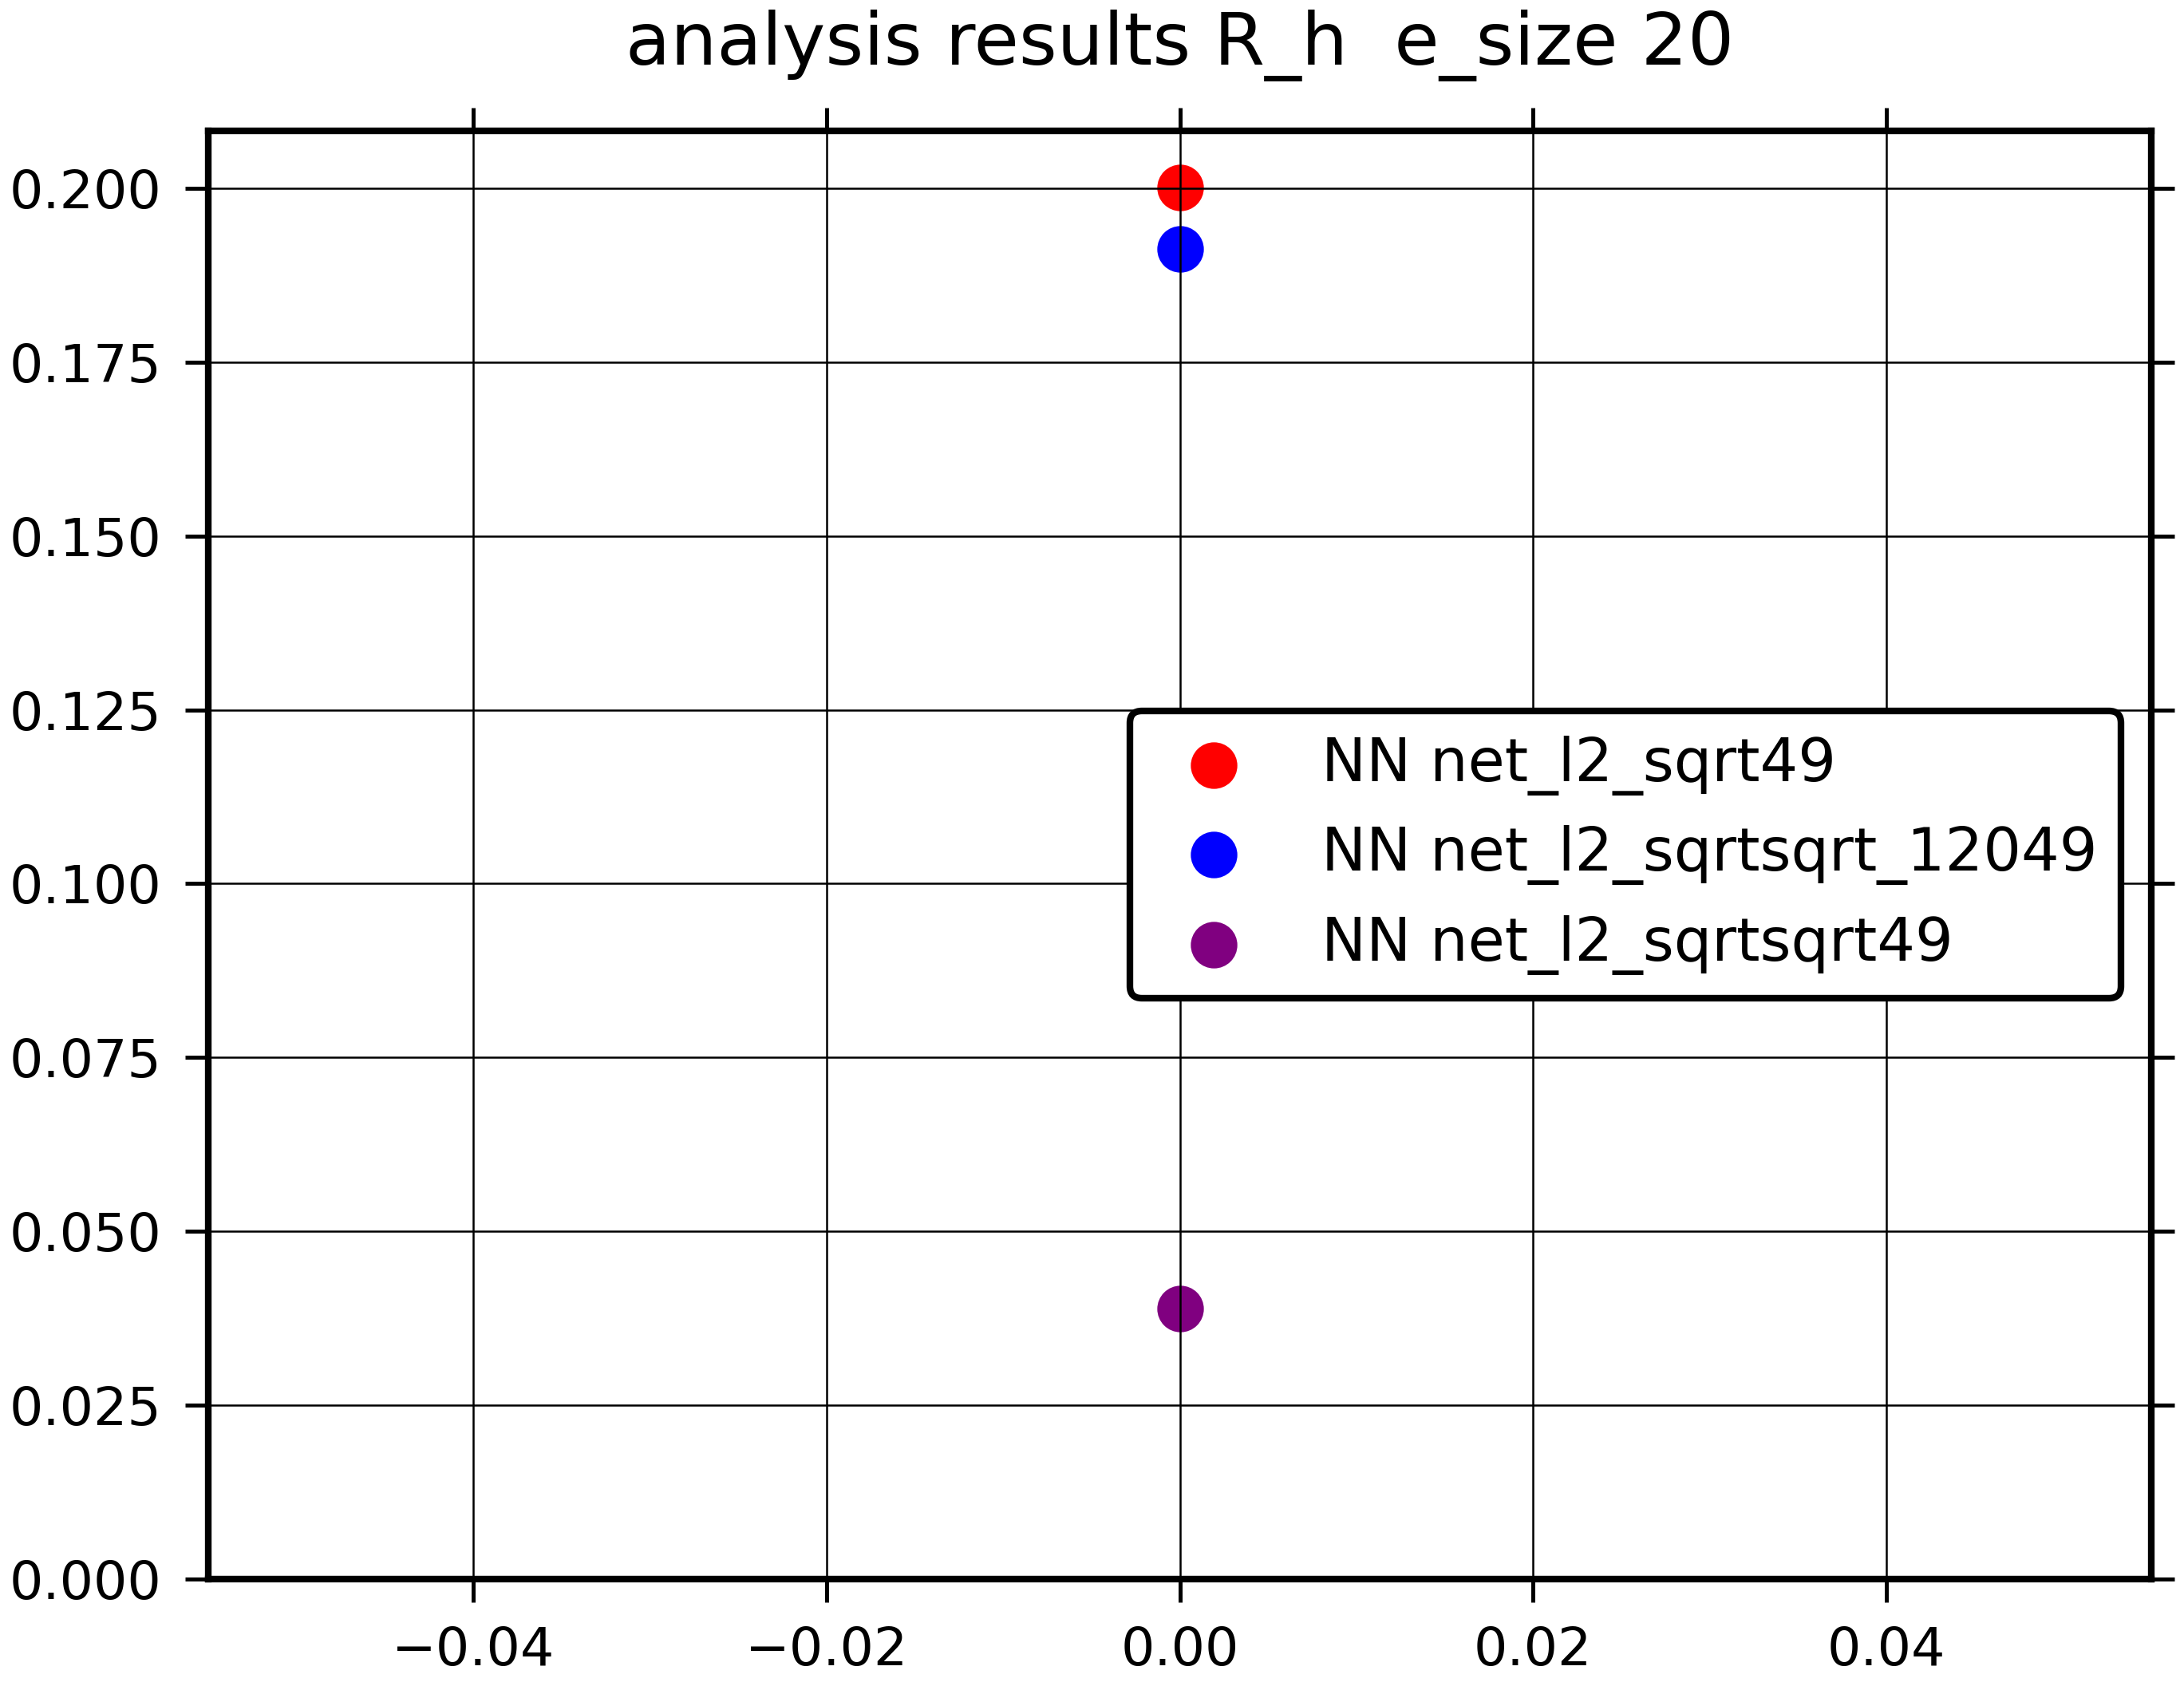 analysis results R_h  e_size 20
0.200
0.175
0.150
0.125
0.100
0.075
0.050
0.025
0.000
NN net_l2_sqrt49
NN net_l2_sqrtsqrt_12049
NN net_l2_sqrtsqrt49
−0.04 −0.02 0.00 0.02 0.04